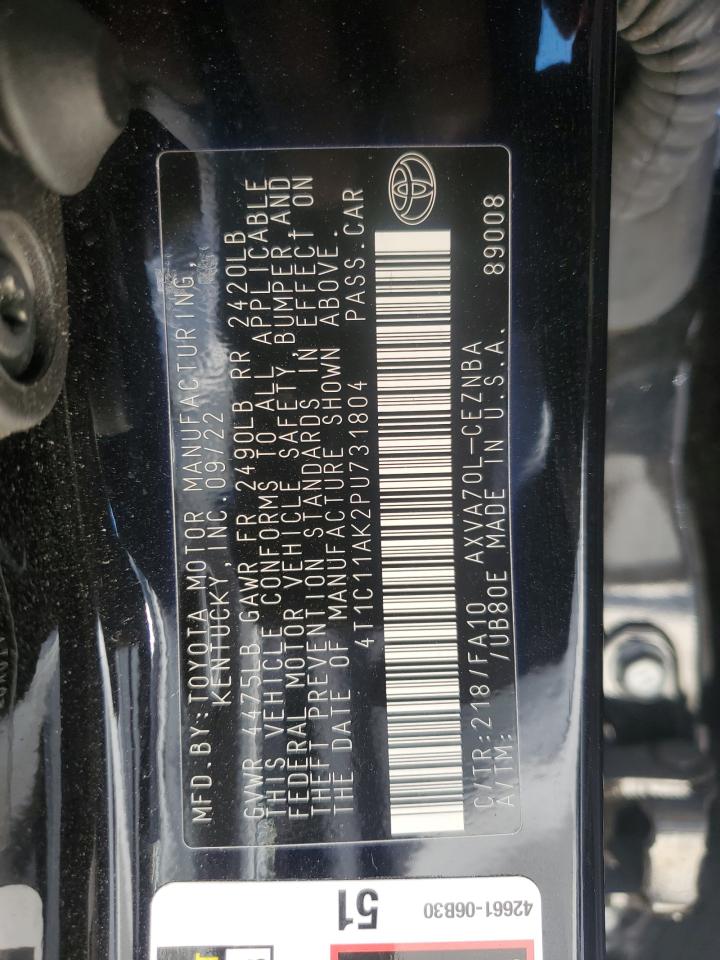 MFD.BY:TOYOTA MOTOR MANUFACTURING,
KENTUCKY,INC.09/22
GVWR 4475LB GAWR FR 2490LB RR 2420LB
THIS VEHICLE CONFORMS TO ALL APPLICABLE
FEDERAL MOTOR VEHICLE SAFETY,BUMPER,AND
THEFT PREVENTION STANDARDS IN EFFECT ON
THE DATE OF MANUFACTURE SHOWN ABOVE.
4T1C11AK2PU731804 PASS.CAR
C/TR:218/FA10 AXVA70L-CEZNBA
A/TM: /UB80E MADE IN U.S.A. 89008
42661-06B30
51